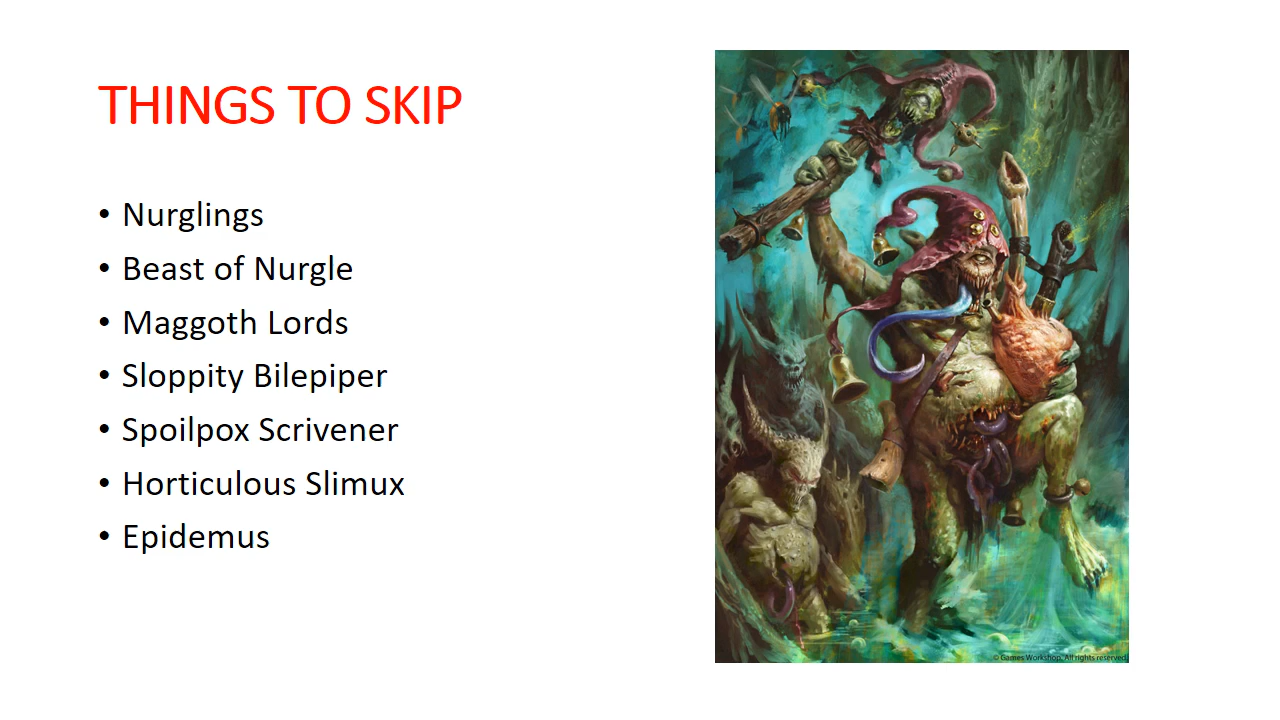 THINGS TO SKIP
• Nurglings
• Beast of Nurgle
• Maggoth Lords
• Sloppity Bilepiper
• Spoilpox Scrivener
• Horticulous Slimux
• Epidemus
© Games Workshop. All rights reserved.